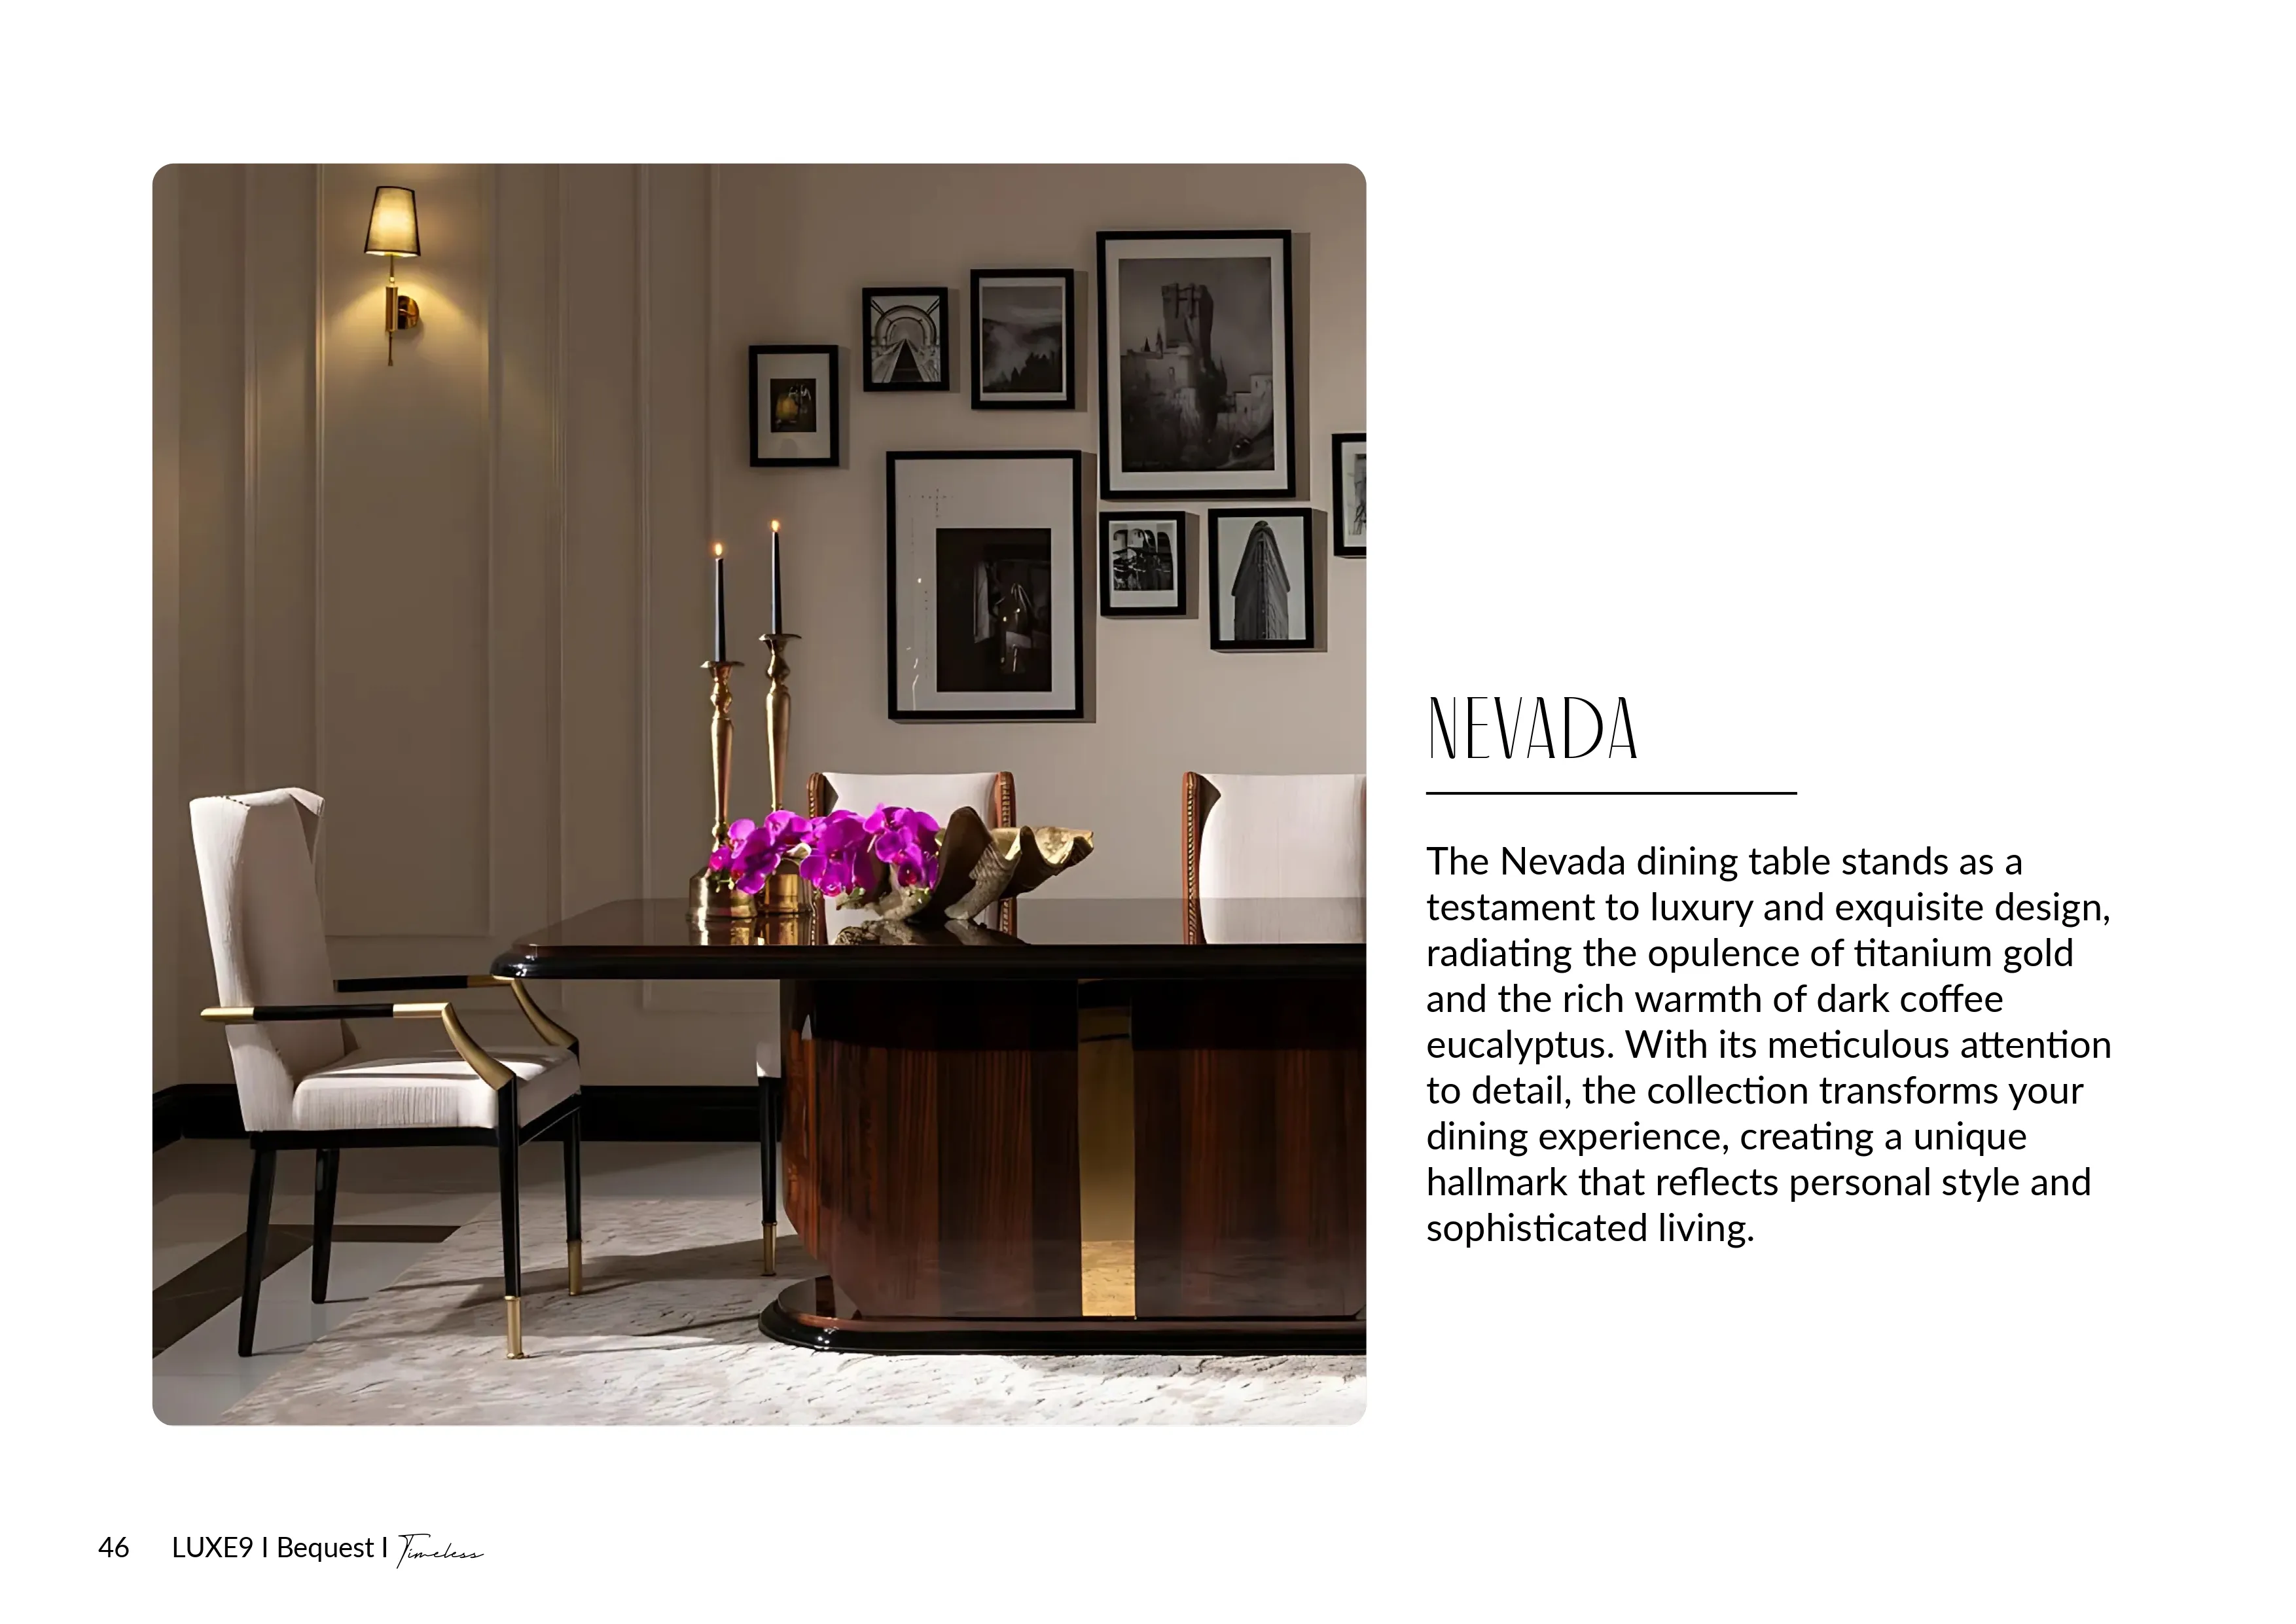 NEVADA
The Nevada dining table stands as a
testament to luxury and exquisite design,
radiating the opulence of titanium gold
and the rich warmth of dark coffee
eucalyptus. With its meticulous attention
to detail, the collection transforms your
dining experience, creating a unique
hallmark that reflects personal style and
sophisticated living.
46 LUXE9 I Bequest I Timeless